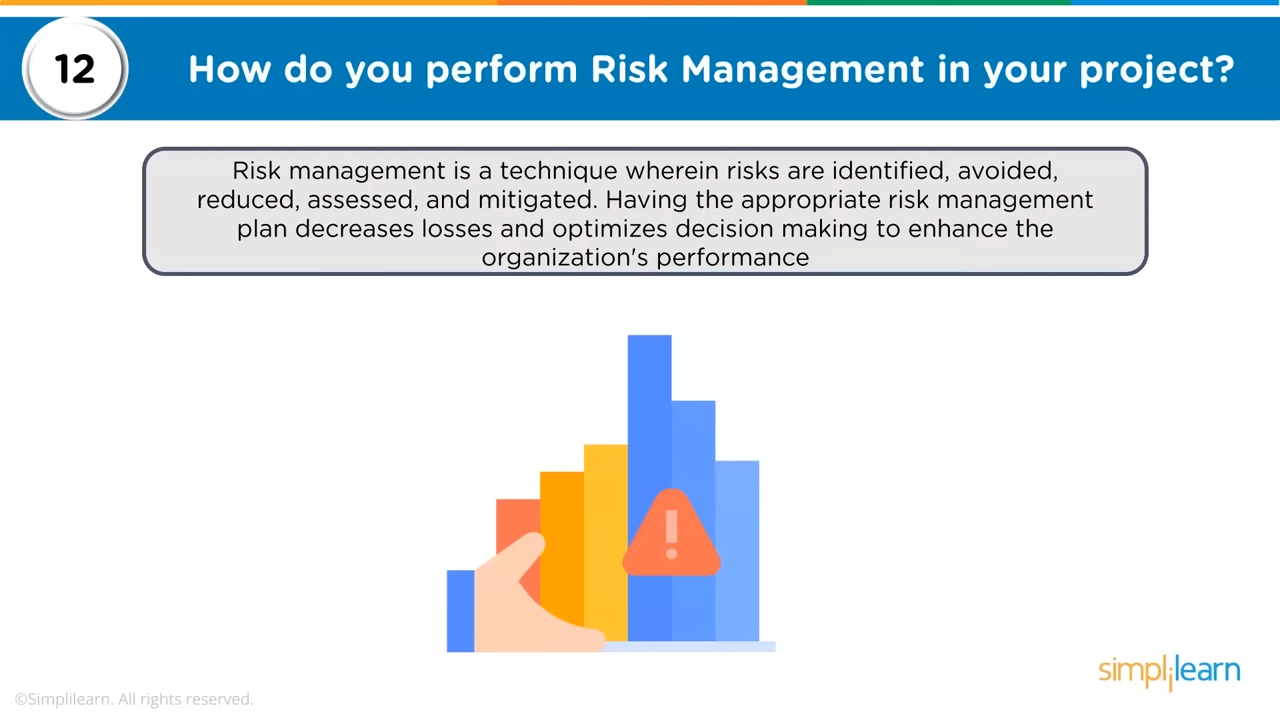 12
How do you perform Risk Management in your project?
Risk management is a technique wherein risks are identified, avoided,
reduced, assessed, and mitigated. Having the appropriate risk management
plan decreases losses and optimizes decision making to enhance the
organization's performance
!
simplilearn
©Simplilearn. All rights reserved.